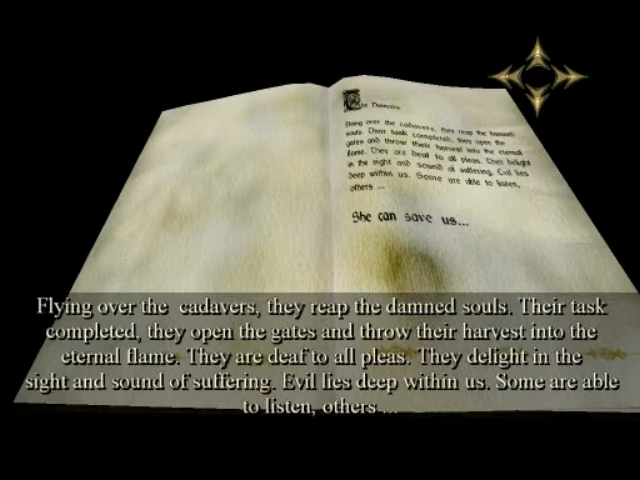 The Demons
Flying over the cadavers, they reap the damned
souls. Their task completed, they open the
gates and throw their harvest into the eternal
flame. They are deaf to all pleas. They delight
in the sight and sound of suffering. Evil lies
deep within us. Some are able to listen,
others ...
She can save us...
Flying over the cadavers, they reap the damned souls. Their task
completed, they open the gates and throw their harvest into the
eternal flame. They are deaf to all pleas. They delight in the
sight and sound of suffering. Evil lies deep within us. Some are able
to listen, others ...